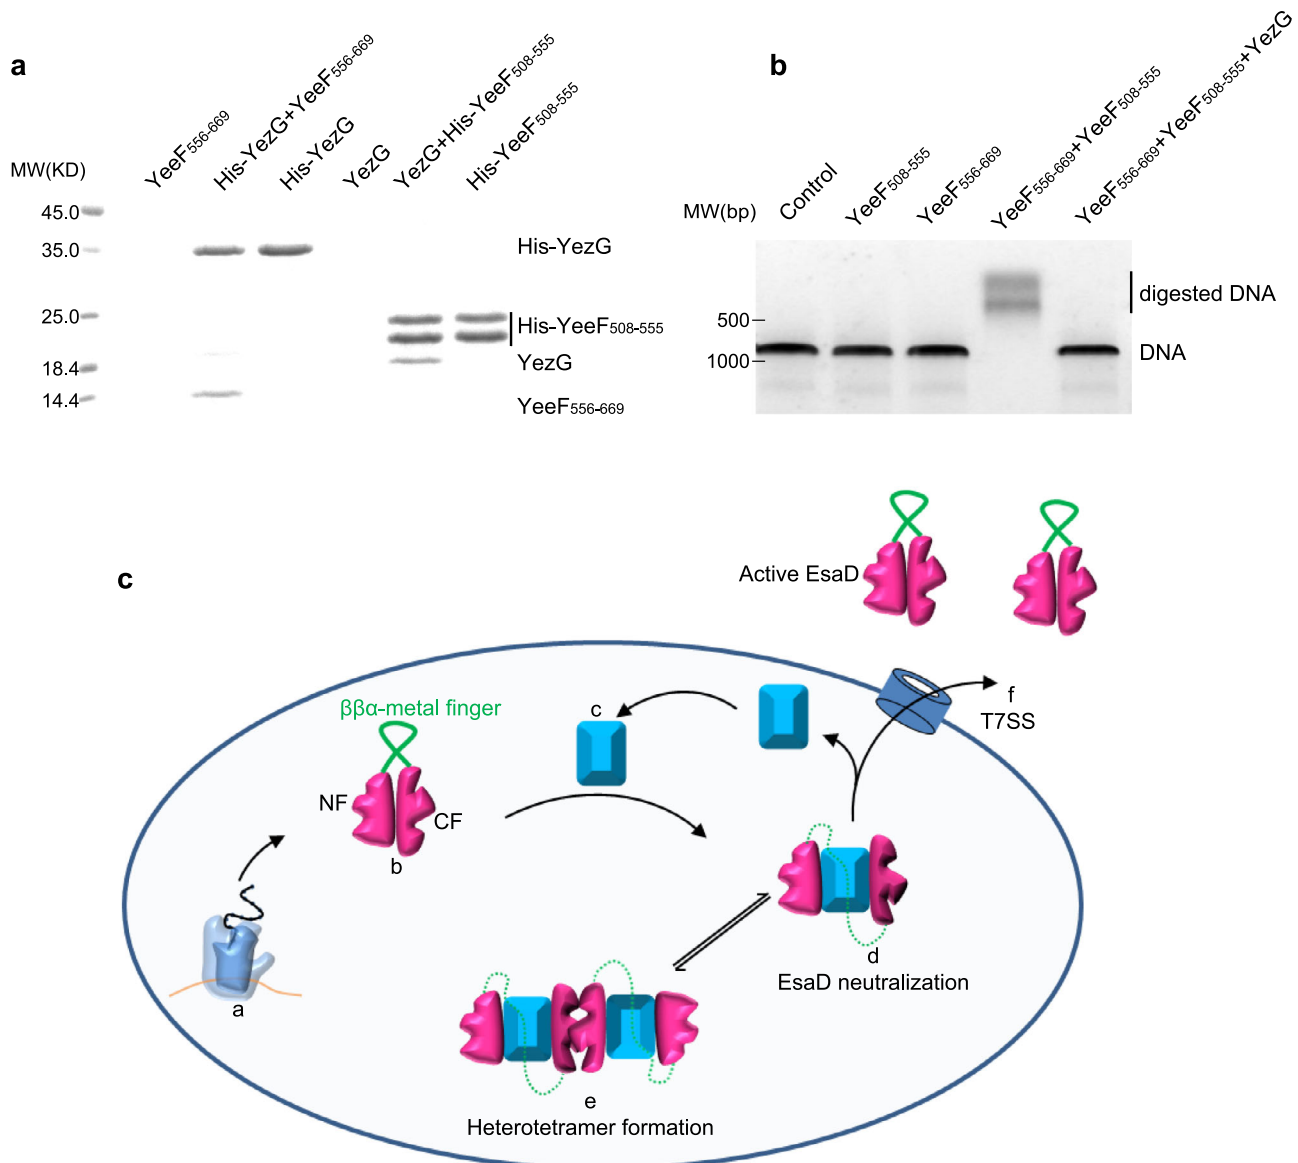 a
MW(KD)
YeeF556-669
His-YezG+YeeF556-669
His-YezG
YezG
YezG+His-YeeF508-555
His-YeeF508-555
45.0
35.0
25.0
18.4
14.4
His-YezG
His-YeeF508-555
YezG
YeeF556-669
b
MW(bp)
Control
YeeF508-555
YeeF556-669
YeeF556-669+YeeF508-555
YeeF556-669+YeeF508-555+YezG
500
1000
digested DNA
DNA
c
Active EsaD
ββα-metal finger
c
f
T7SS
NF
CF
b
a
d
EsaD neutralization
e
Heterotetramer formation